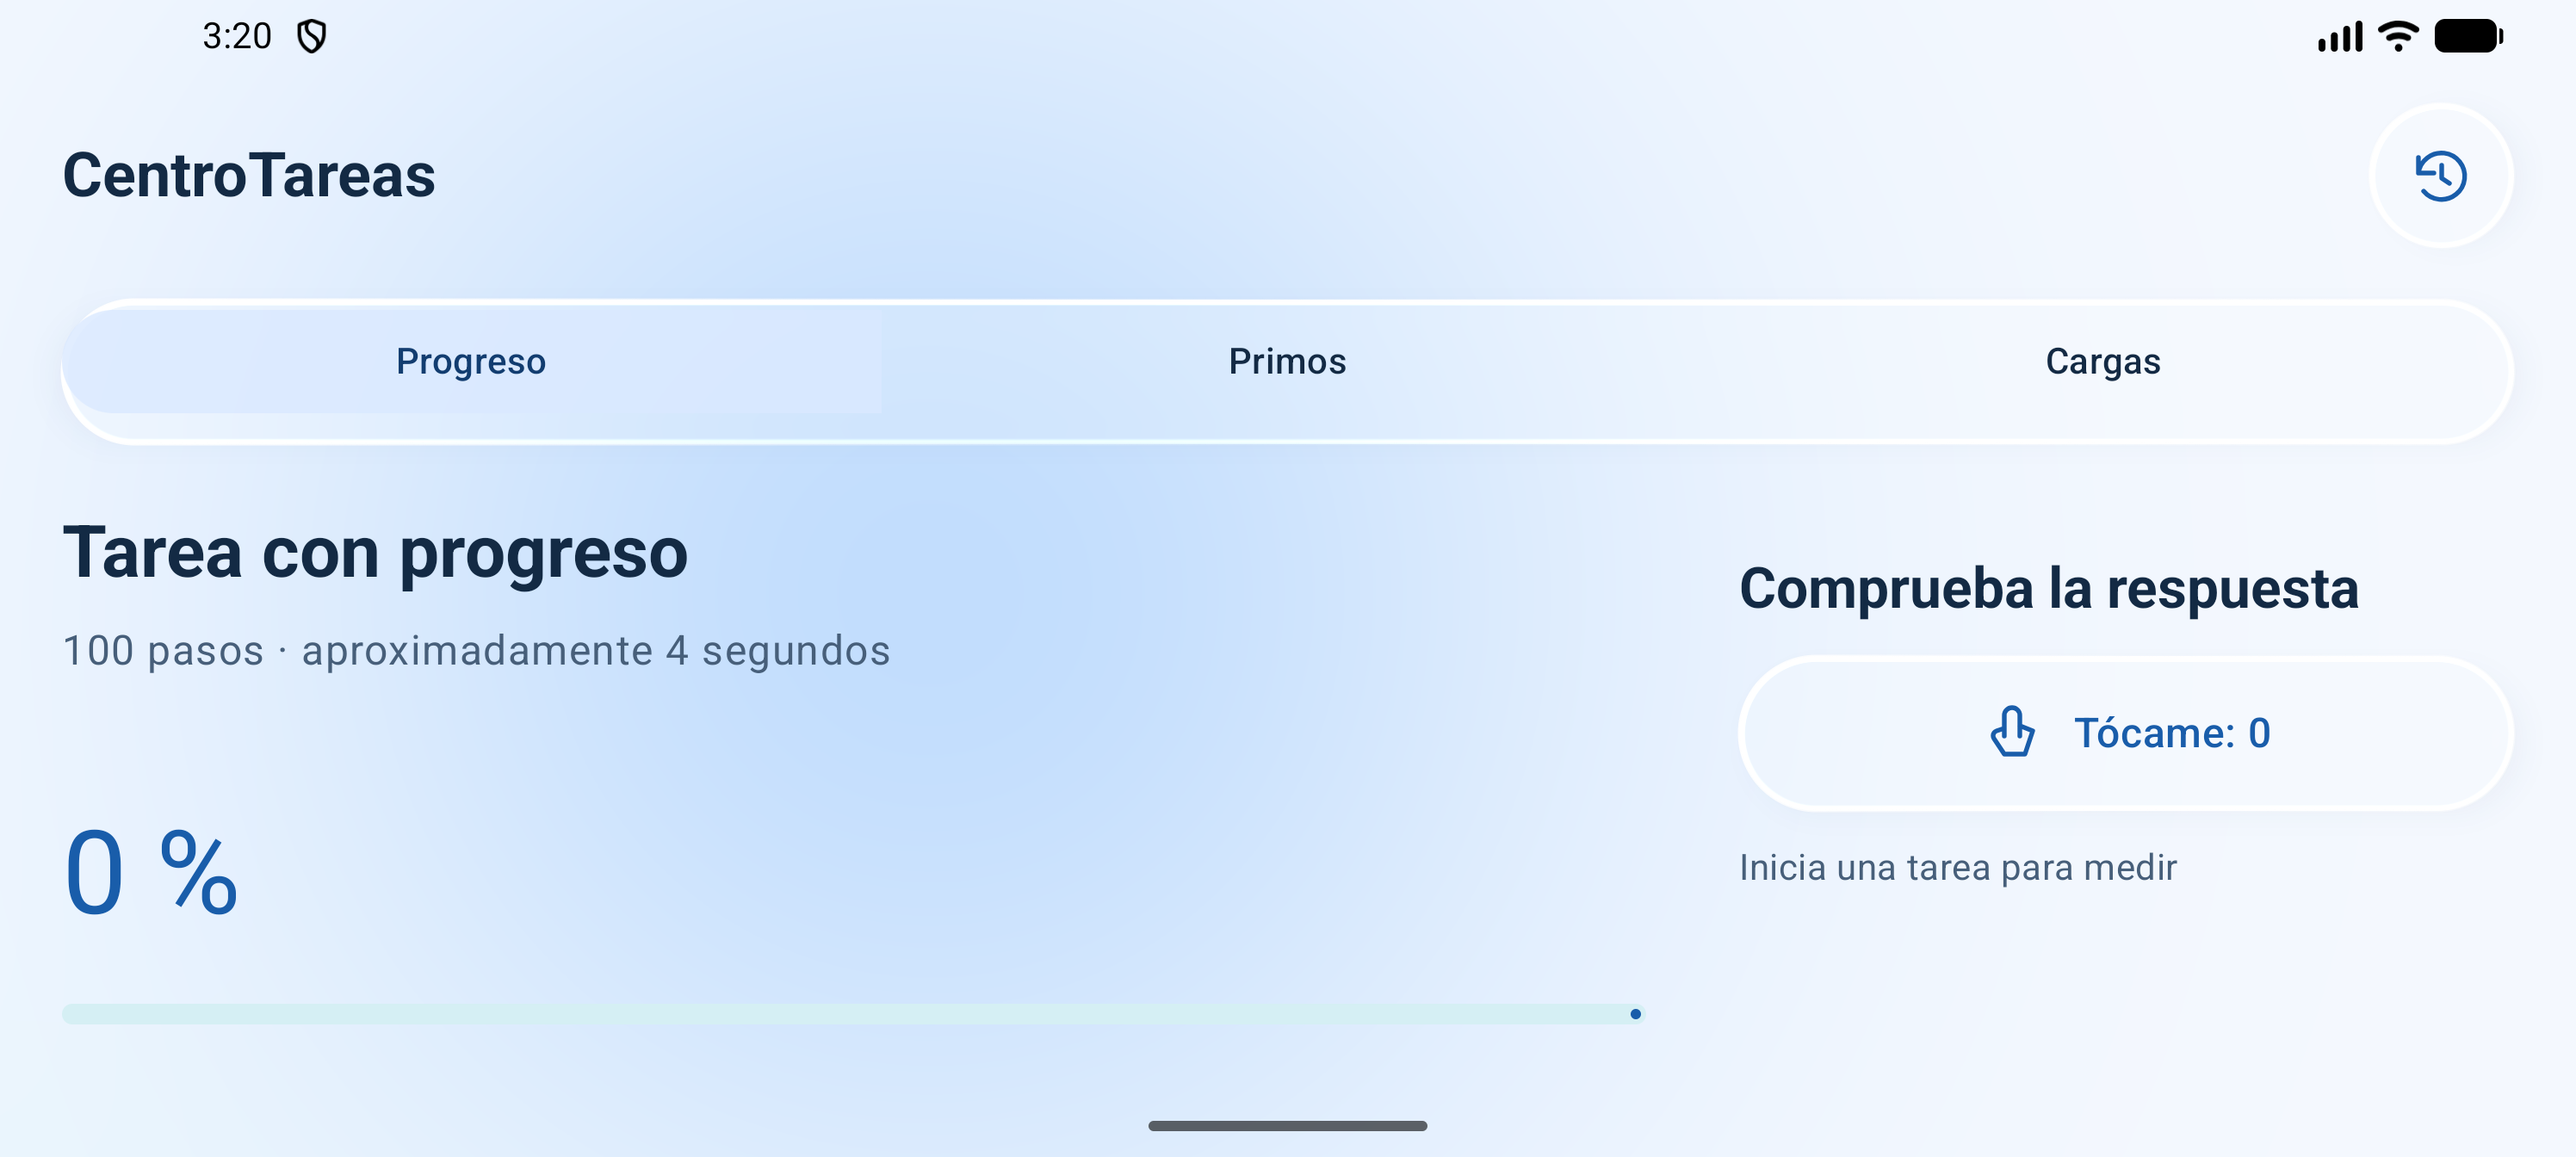 3:20
CentroTareas
Progreso
Primos
Cargas
Tarea con progreso
100 pasos · aproximadamente 4 segundos
0 %
Comprueba la respuesta
Tócame: 0
Inicia una tarea para medir